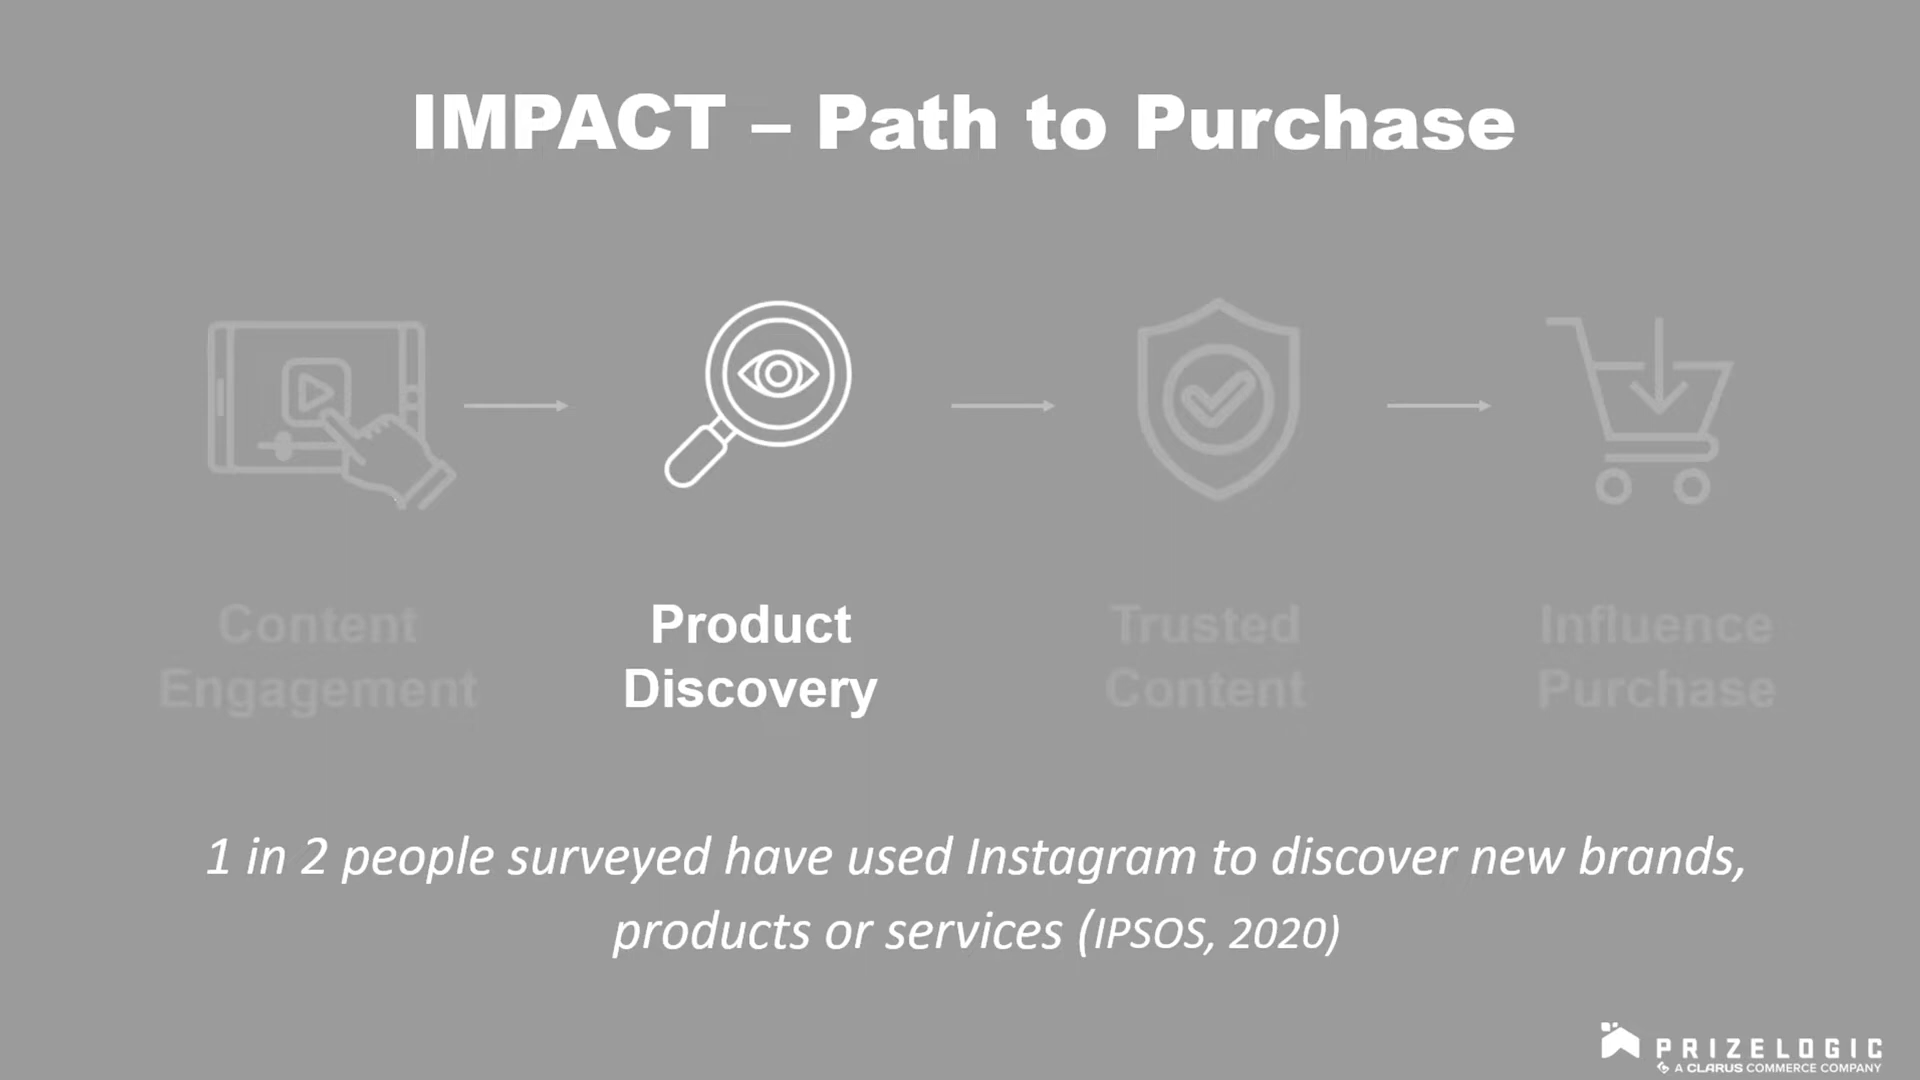 IMPACT – Path to Purchase
Content
Engagement
Product
Discovery
Trusted
Content
Influence
Purchase
1 in 2 people surveyed have used Instagram to discover new brands,
products or services (IPSOS, 2020)
PRIZELOGIC
A CLARUS COMMERCE COMPANY